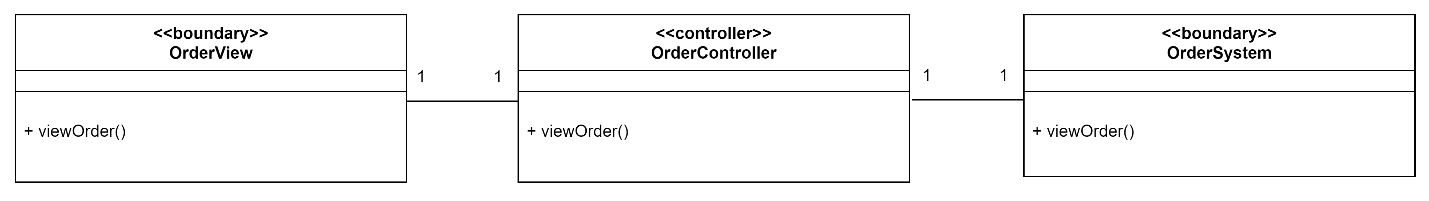 <<boundary>>
OrderView
+ viewOrder()
1
1
<<controller>>
OrderController
+ viewOrder()
1
1
<<boundary>>
OrderSystem
+ viewOrder()